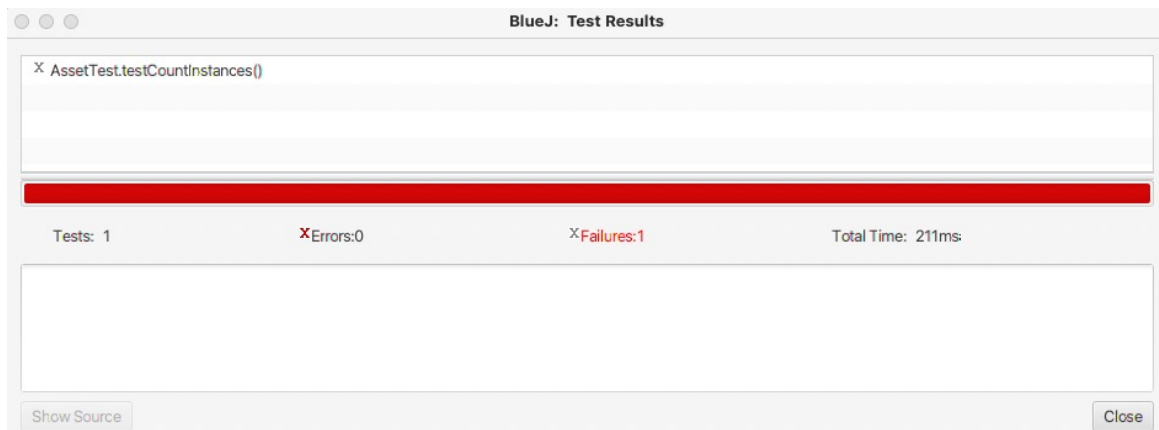 BlueJ: Test Results
X AssetTest.testCountInstances()
Tests: 1 XErrors:0 XFailures:1 Total Time: 211ms
Show Source Close